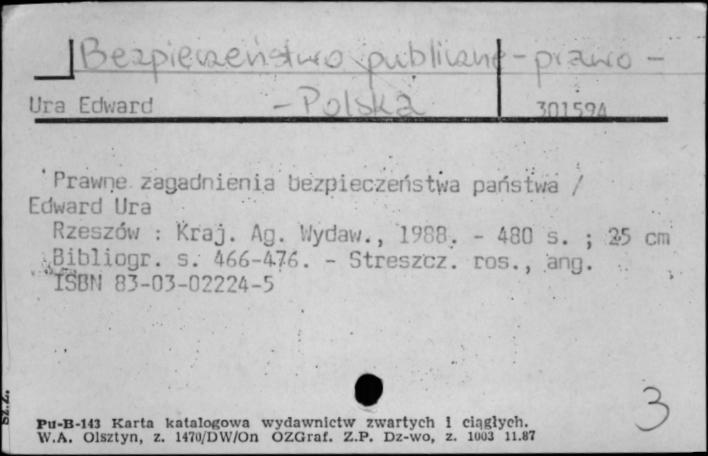 Bezpieczeństwo publiczne - prawo -
- Polska
Ura Edward 301594
Prawne zagadnienia bezpieczeństwa państwa /
Edward Ura
Rzeszów : Kraj. Ag. Wydaw., 1988. - 480 s. ; 25 cm
Bibliogr. s. 466-476. - Streszcz. ros., ang.
ISBN 83-03-02224-5
3
Pu-B-143 Karta katalogowa wydawnictw zwartych i ciągłych.
W.A. Olsztyn, z. 1470/DW/On OZGraf. Z.P. Dz-wo, z. 1003 11.87